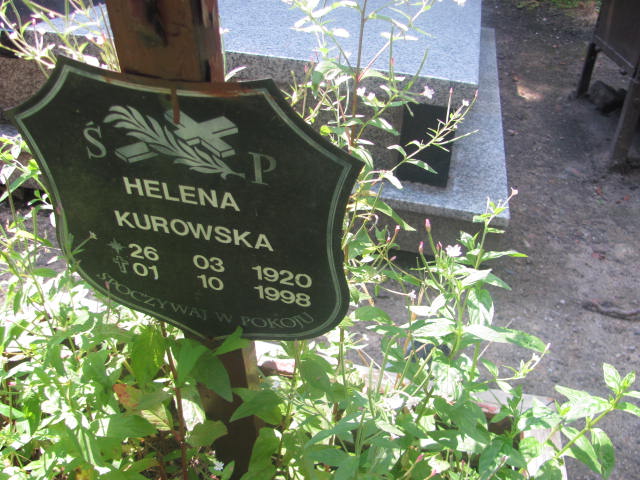 Ś P
HELENA
KUROWSKA
26 03 1920
01 10 1998
SPOCZYWAJ W POKOJU